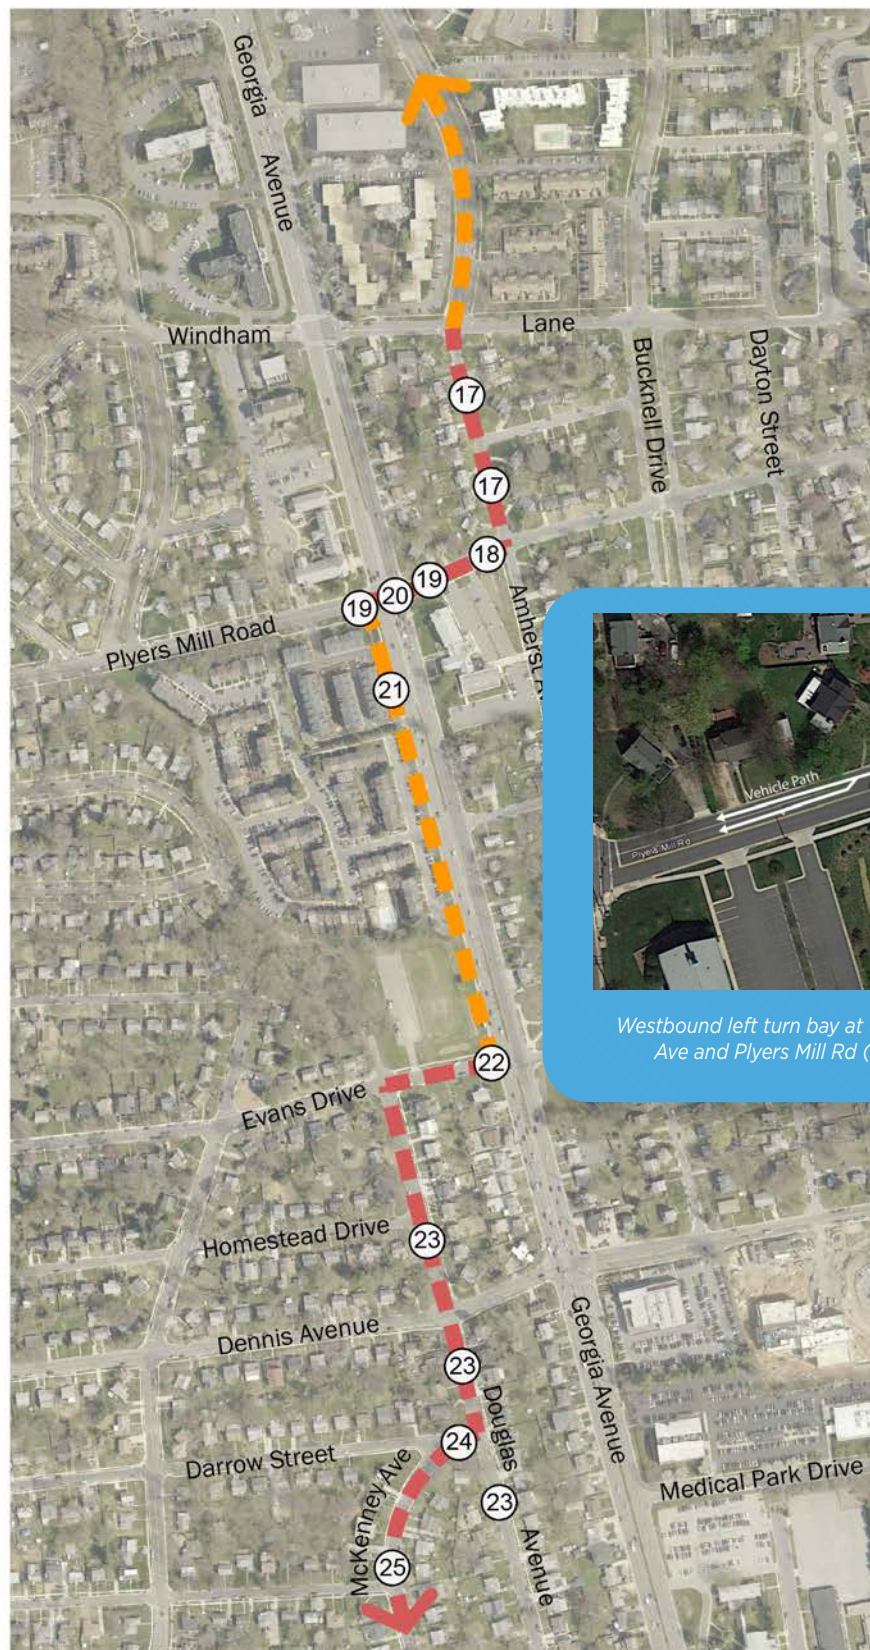 Georgia
Avenue
Windham
Lane
Bucknell Drive
Dayton Street
17
17
18
19
20
19
Plyers Mill Road
Amherst
21
Vehicle Path
Plyers Mill Rd
Westbound left turn bay at
Ave and Plyers Mill Rd (
22
Evans Drive
23
Homestead Drive
Dennis Avenue
Georgia Avenue
23
Douglas
24
Darrow Street
McKenney Ave
Medical Park Drive
23
Avenue
25